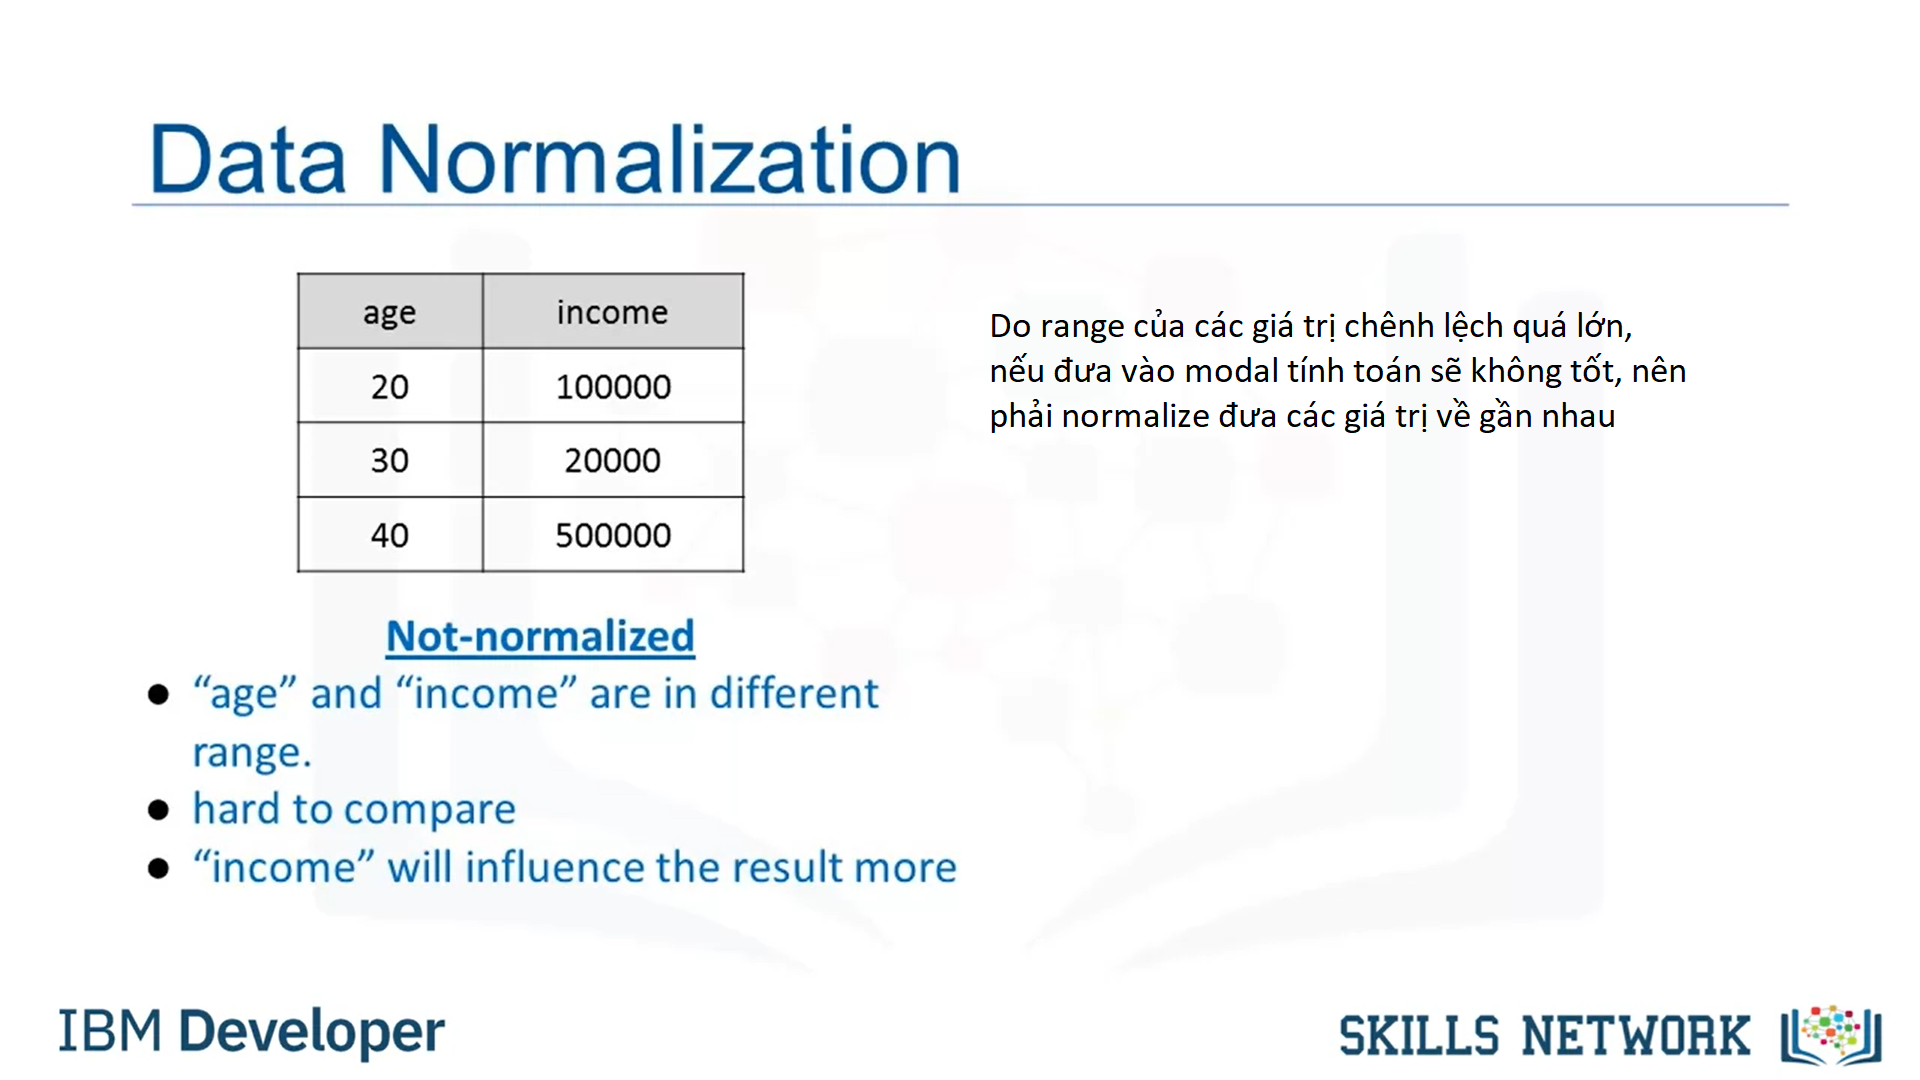 Data Normalization
age income
20 100000
30 20000
40 500000
Do range của các giá trị chênh lệch quá lớn,
nếu đưa vào modal tính toán sẽ không tốt, nên
phải normalize đưa các giá trị về gần nhau
Not-normalized
● “age” and “income” are in different
range.
● hard to compare
● “income” will influence the result more
IBM Developer
SKILLS NETWORK